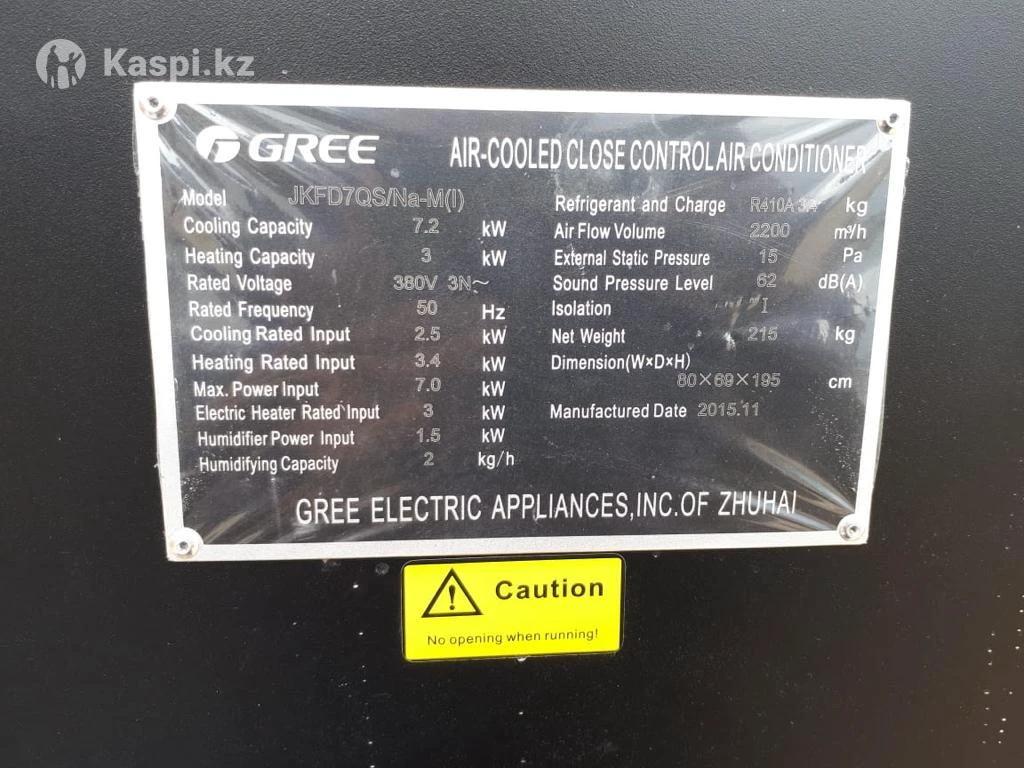 Kaspi.kz
GREE
AIR-COOLED CLOSE CONTROL AIR CONDITIONER
Model JKFD7QS/Na-M(I)
Cooling Capacity 7.2 kW
Heating Capacity 3 kW
Rated Voltage 380V 3N~
Rated Frequency 50 Hz
Cooling Rated Input 2.5 kW
Heating Rated Input 3.4 kW
Max. Power Input 7.0 kW
Electric Heater Rated Input 3 kW
Humidifier Power Input 1.5 kW
Humidifying Capacity 2 kg/h
Refrigerant and Charge R410A kg
Air Flow Volume 2200 m³/h
External Static Pressure 15 Pa
Sound Pressure Level 62 dB(A)
Isolation I
Net Weight 215 kg
Dimension(W×D×H)
80×69×195 cm
Manufactured Date 2015.11
GREE ELECTRIC APPLIANCES,INC.OF ZHUHAI
Caution
No opening when running!